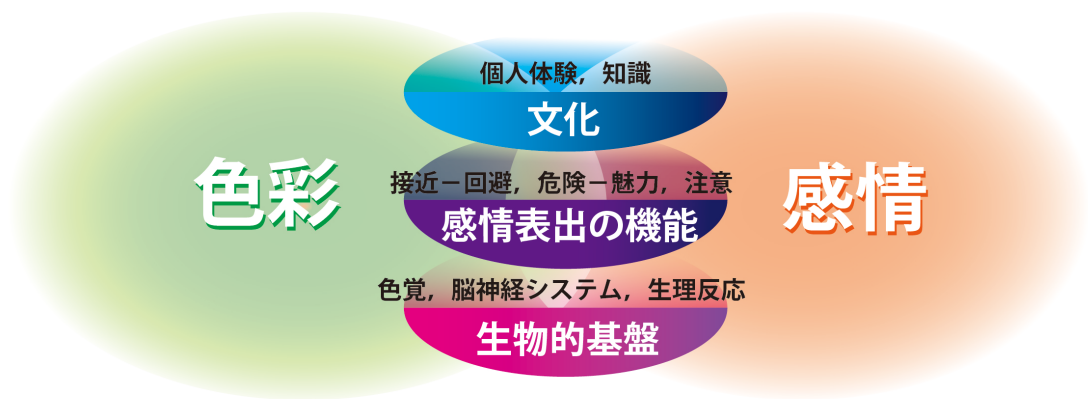 個人体験，知識
文化
色彩
接近－回避，危険－魅力，注意
感情表出の機能
感情
色覚，脳神経システム，生理反応
生物的基盤